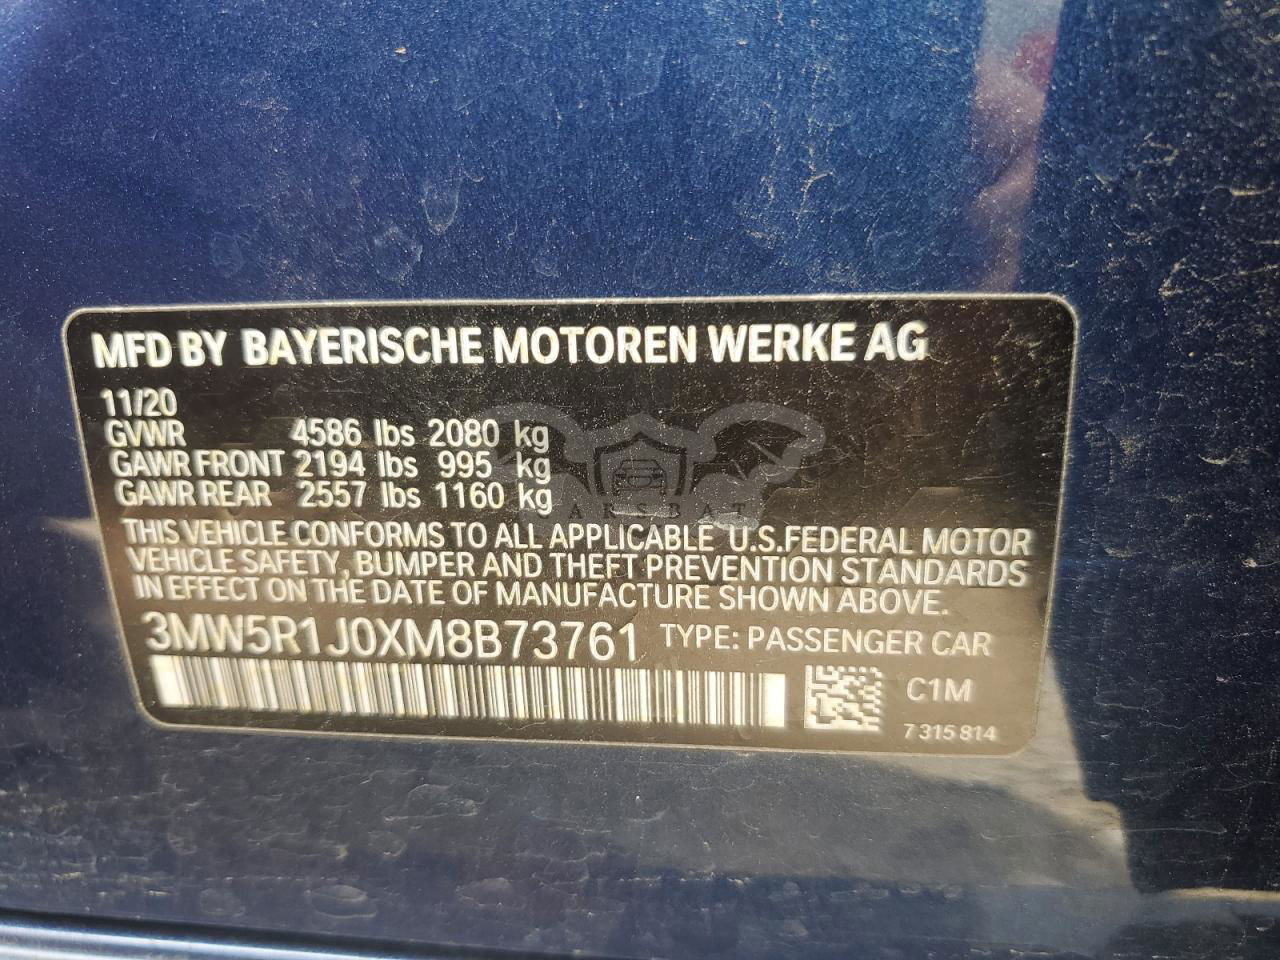 MFD BY BAYERISCHE MOTOREN WERKE AG
11/20
GVWR 4586 lbs 2080 kg
GAWR FRONT 2194 lbs 995 kg
GAWR REAR 2557 lbs 1160 kg
THIS VEHICLE CONFORMS TO ALL APPLICABLE U.S.FEDERAL MOTOR
VEHICLE SAFETY, BUMPER AND THEFT PREVENTION STANDARDS
IN EFFECT ON THE DATE OF MANUFACTURE SHOWN ABOVE.
3MW5R1J0XM8B73761 TYPE: PASSENGER CAR
C1M
7 315 814